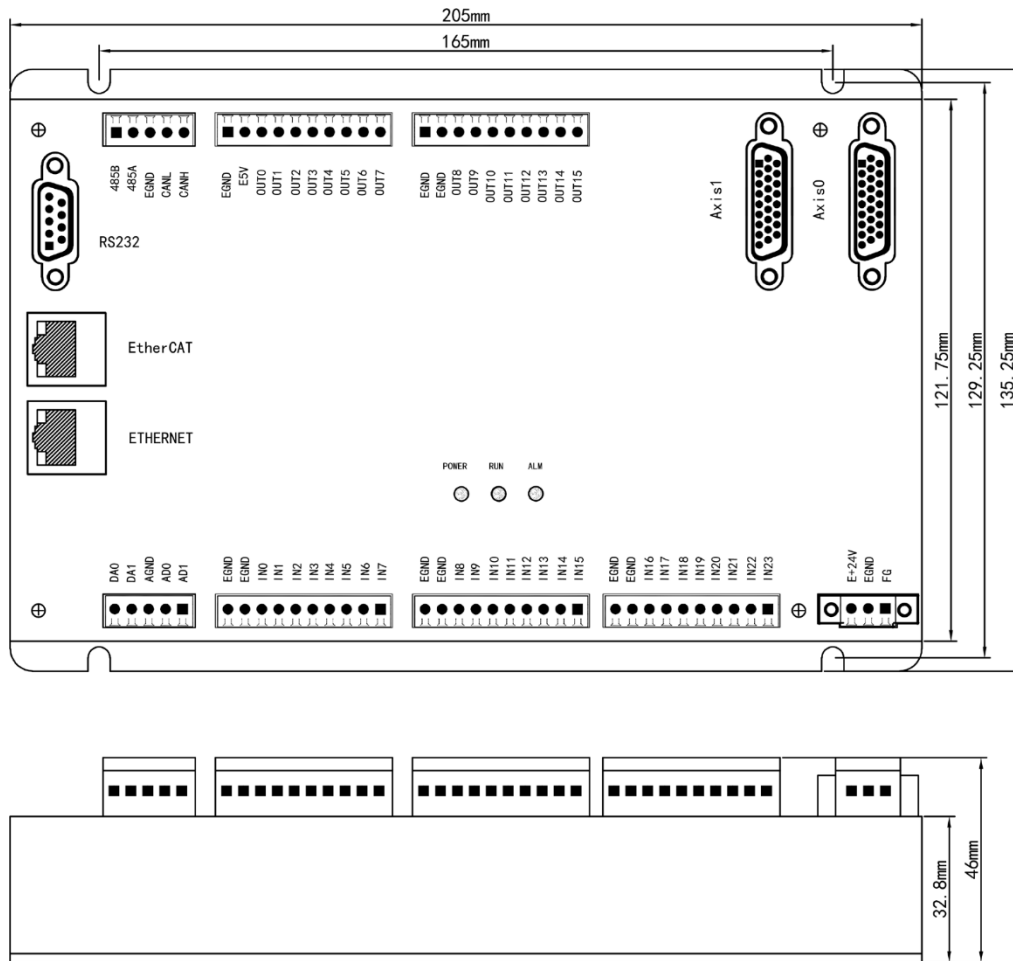 205mm
165mm
485B
485A
EGND
CANL
CANH
EGND
E5V
OUT0
OUT1
OUT2
OUT3
OUT4
OUT5
OUT6
OUT7
EGND
EGND
OUT8
OUT9
OUT10
OUT11
OUT12
OUT13
OUT14
OUT15
Axis1
Axis0
RS232
EtherCAT
ETHERNET
121.75mm
129.25mm
135.25mm
POWER
RUN
ALM
DA0
DA1
AGND
AD0
AD1
EGND
EGND
IN0
IN1
IN2
IN3
IN4
IN5
IN6
IN7
EGND
EGND
IN8
IN9
IN10
IN11
IN12
IN13
IN14
IN15
EGND
EGND
IN16
IN17
IN18
IN19
IN20
IN21
IN22
IN23
E+24V
EGND
FG
32.8mm
46mm